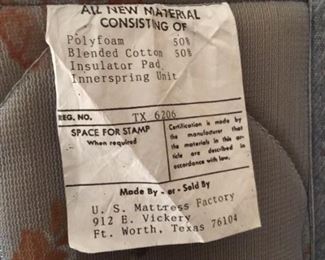 ALL NEW MATERIAL
CONSISTING OF
Polyfoam 50%
Blended Cotton 50%
Insulator Pad
Innerspring Unit
REG. NO. TX 6206
SPACE FOR STAMP
When required
Certification is made by
the manufacturer that
the materials in this ar-
ticle are described in
accordance with law.
Made By - or - Sold By
U. S. Mattress Factory
912 E. Vickery
Ft. Worth, Texas 76104